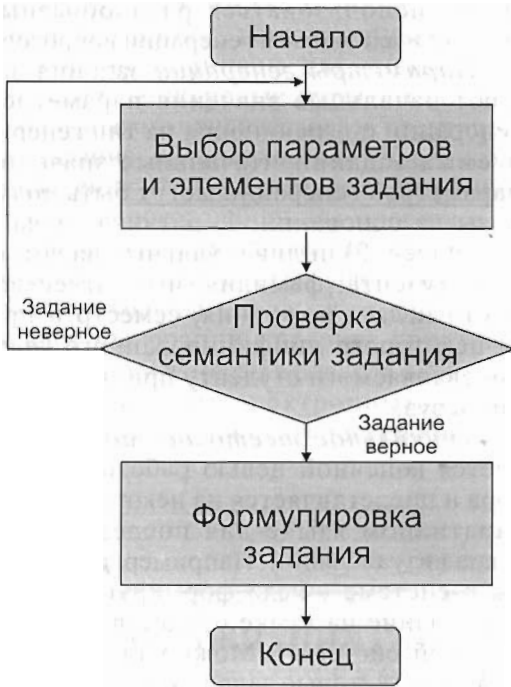 Начало
Выбор параметров
и элементов задания
Задание
неверное
Проверка
семантики задания
Задание
верное
Формулировка
задания
Конец